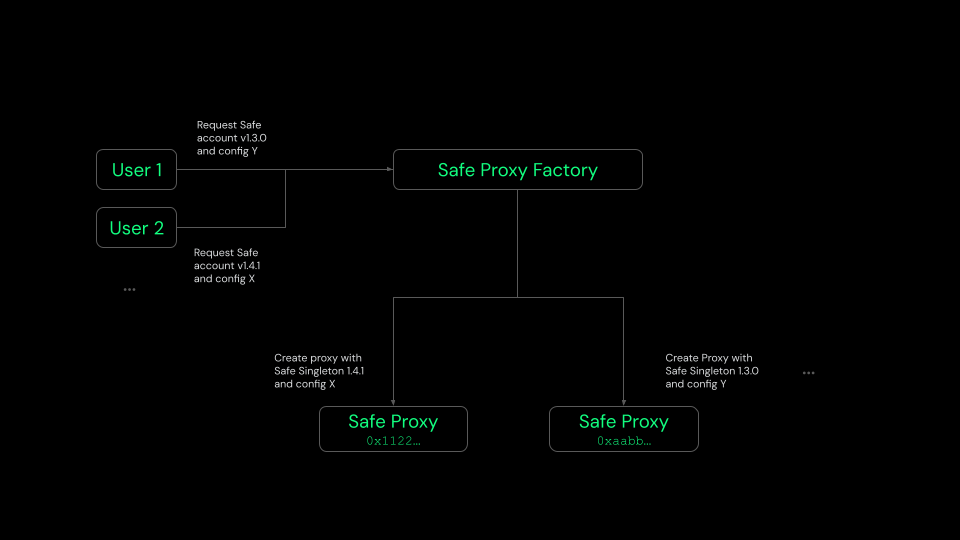 Request Safe
account v1.3.0
and config Y
User 1
Safe Proxy Factory
User 2
Request Safe
account v1.4.1
and config X
...
Create proxy with
Safe Singleton 1.4.1
and config X
Create Proxy with
Safe Singleton 1.3.0
and config Y
...
Safe Proxy
0x1122…
Safe Proxy
0xaabb…